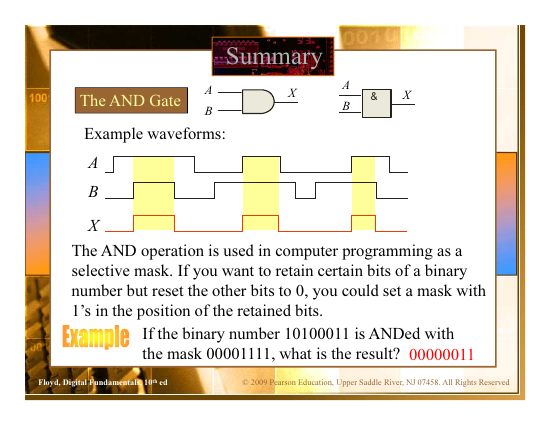 Summary
The AND Gate
A
B
X
A
B
&
X
Example waveforms:
A
B
X
The AND operation is used in computer programming as a
selective mask. If you want to retain certain bits of a binary
number but reset the other bits to 0, you could set a mask with
1’s in the position of the retained bits.
Example
If the binary number 10100011 is ANDed with
the mask 00001111, what is the result? 00000011
Floyd, Digital Fundamentals, 10th ed
© 2009 Pearson Education, Upper Saddle River, NJ 07458. All Rights Reserved